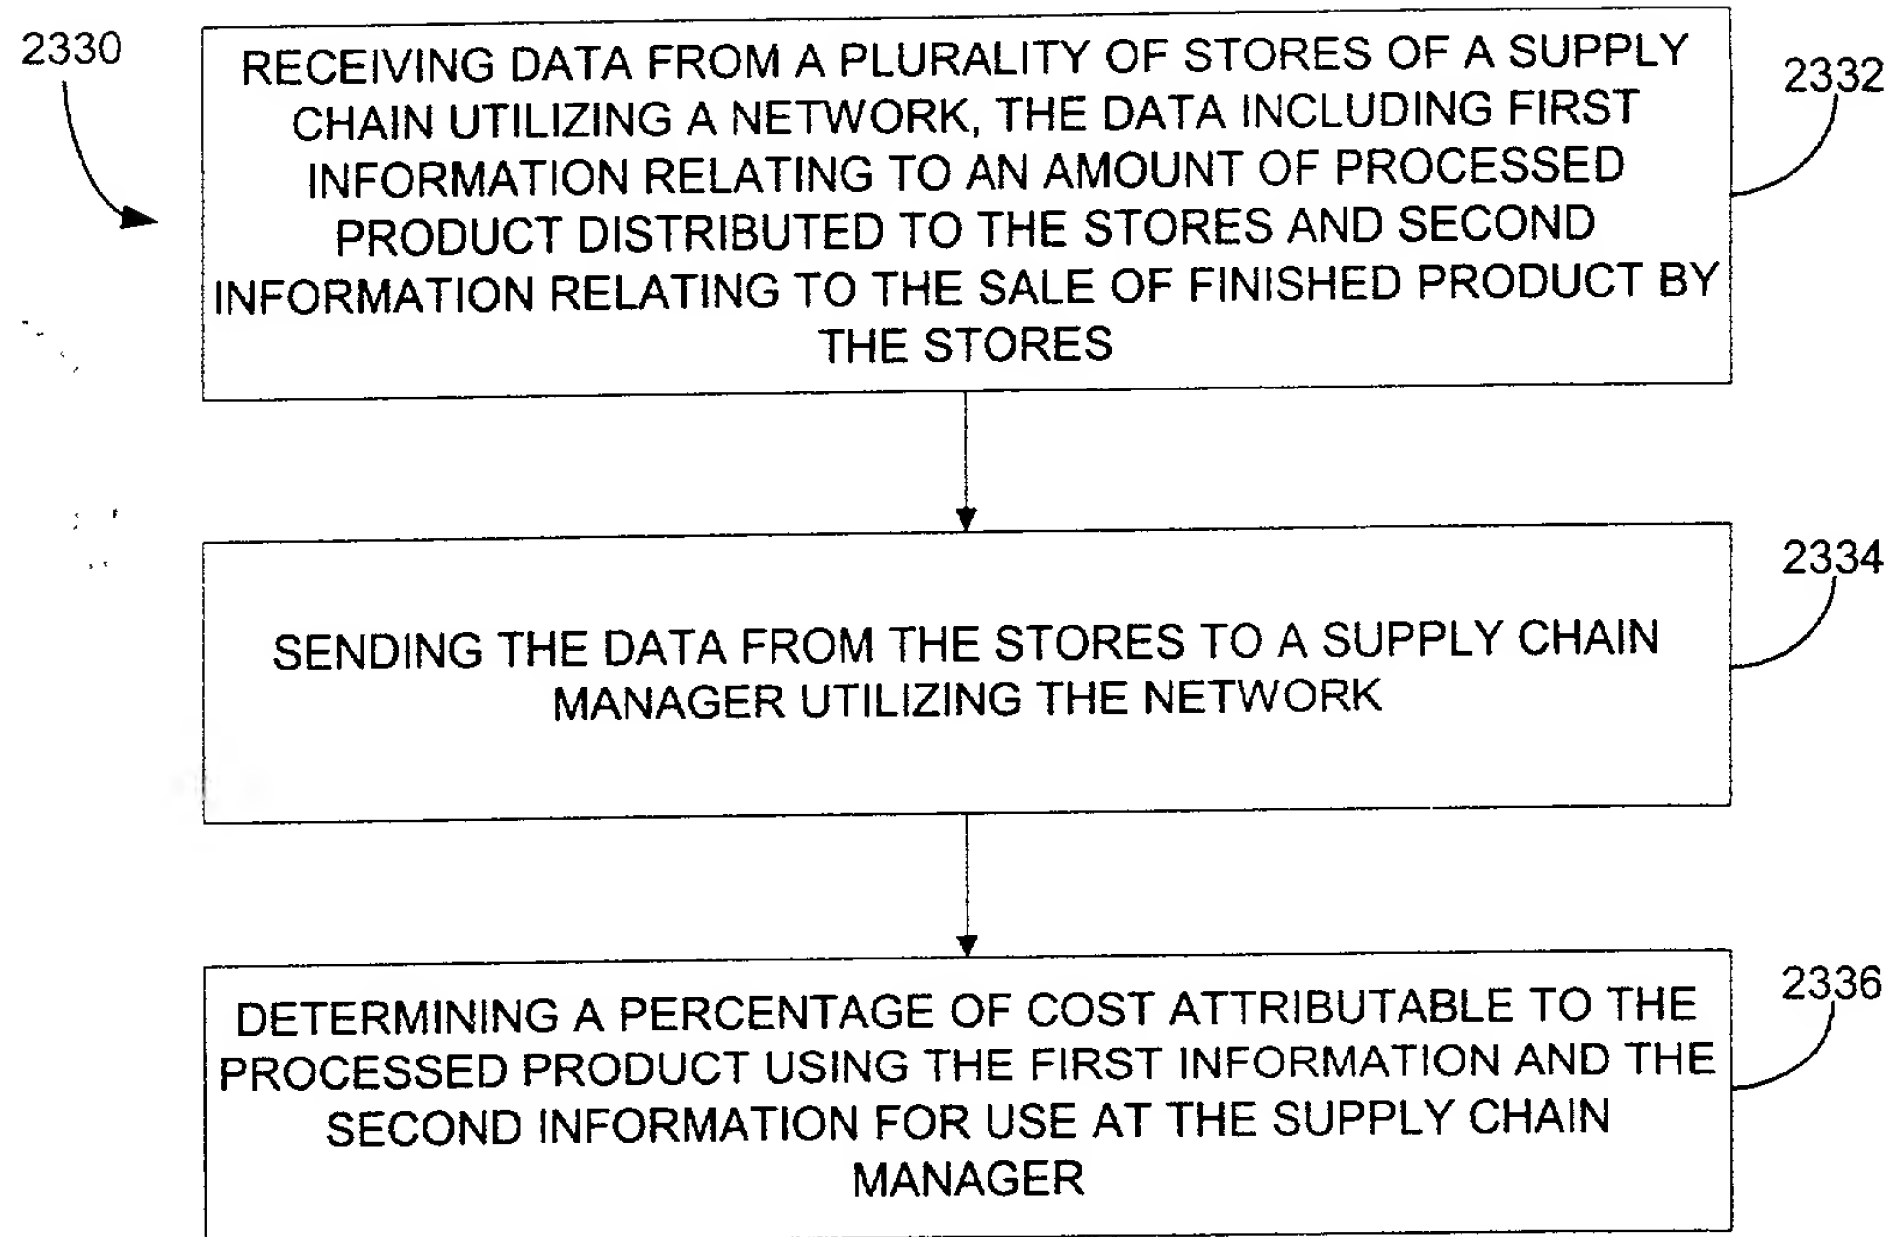 2330
RECEIVING DATA FROM A PLURALITY OF STORES OF A SUPPLY
CHAIN UTILIZING A NETWORK, THE DATA INCLUDING FIRST
INFORMATION RELATING TO AN AMOUNT OF PROCESSED
PRODUCT DISTRIBUTED TO THE STORES AND SECOND
INFORMATION RELATING TO THE SALE OF FINISHED PRODUCT BY
THE STORES
2332
SENDING THE DATA FROM THE STORES TO A SUPPLY CHAIN
MANAGER UTILIZING THE NETWORK
2334
DETERMINING A PERCENTAGE OF COST ATTRIBUTABLE TO THE
PROCESSED PRODUCT USING THE FIRST INFORMATION AND THE
SECOND INFORMATION FOR USE AT THE SUPPLY CHAIN
MANAGER
2336